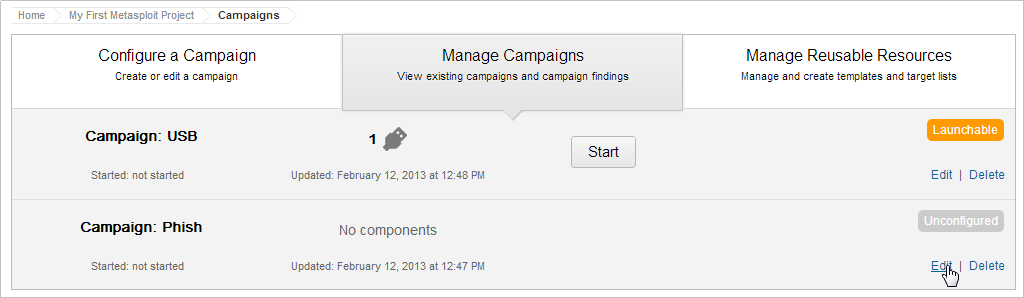 Home My First Metasploit Project Campaigns
Configure a Campaign
Create or edit a campaign
Manage Campaigns
View existing campaigns and campaign findings
Manage Reusable Resources
Manage and create templates and target lists
Campaign: USB
1
Start
Launchable
Started: not started
Updated: February 12, 2013 at 12:48 PM
Edit | Delete
Campaign: Phish
No components
Unconfigured
Started: not started
Updated: February 12, 2013 at 12:47 PM
Edit | Delete